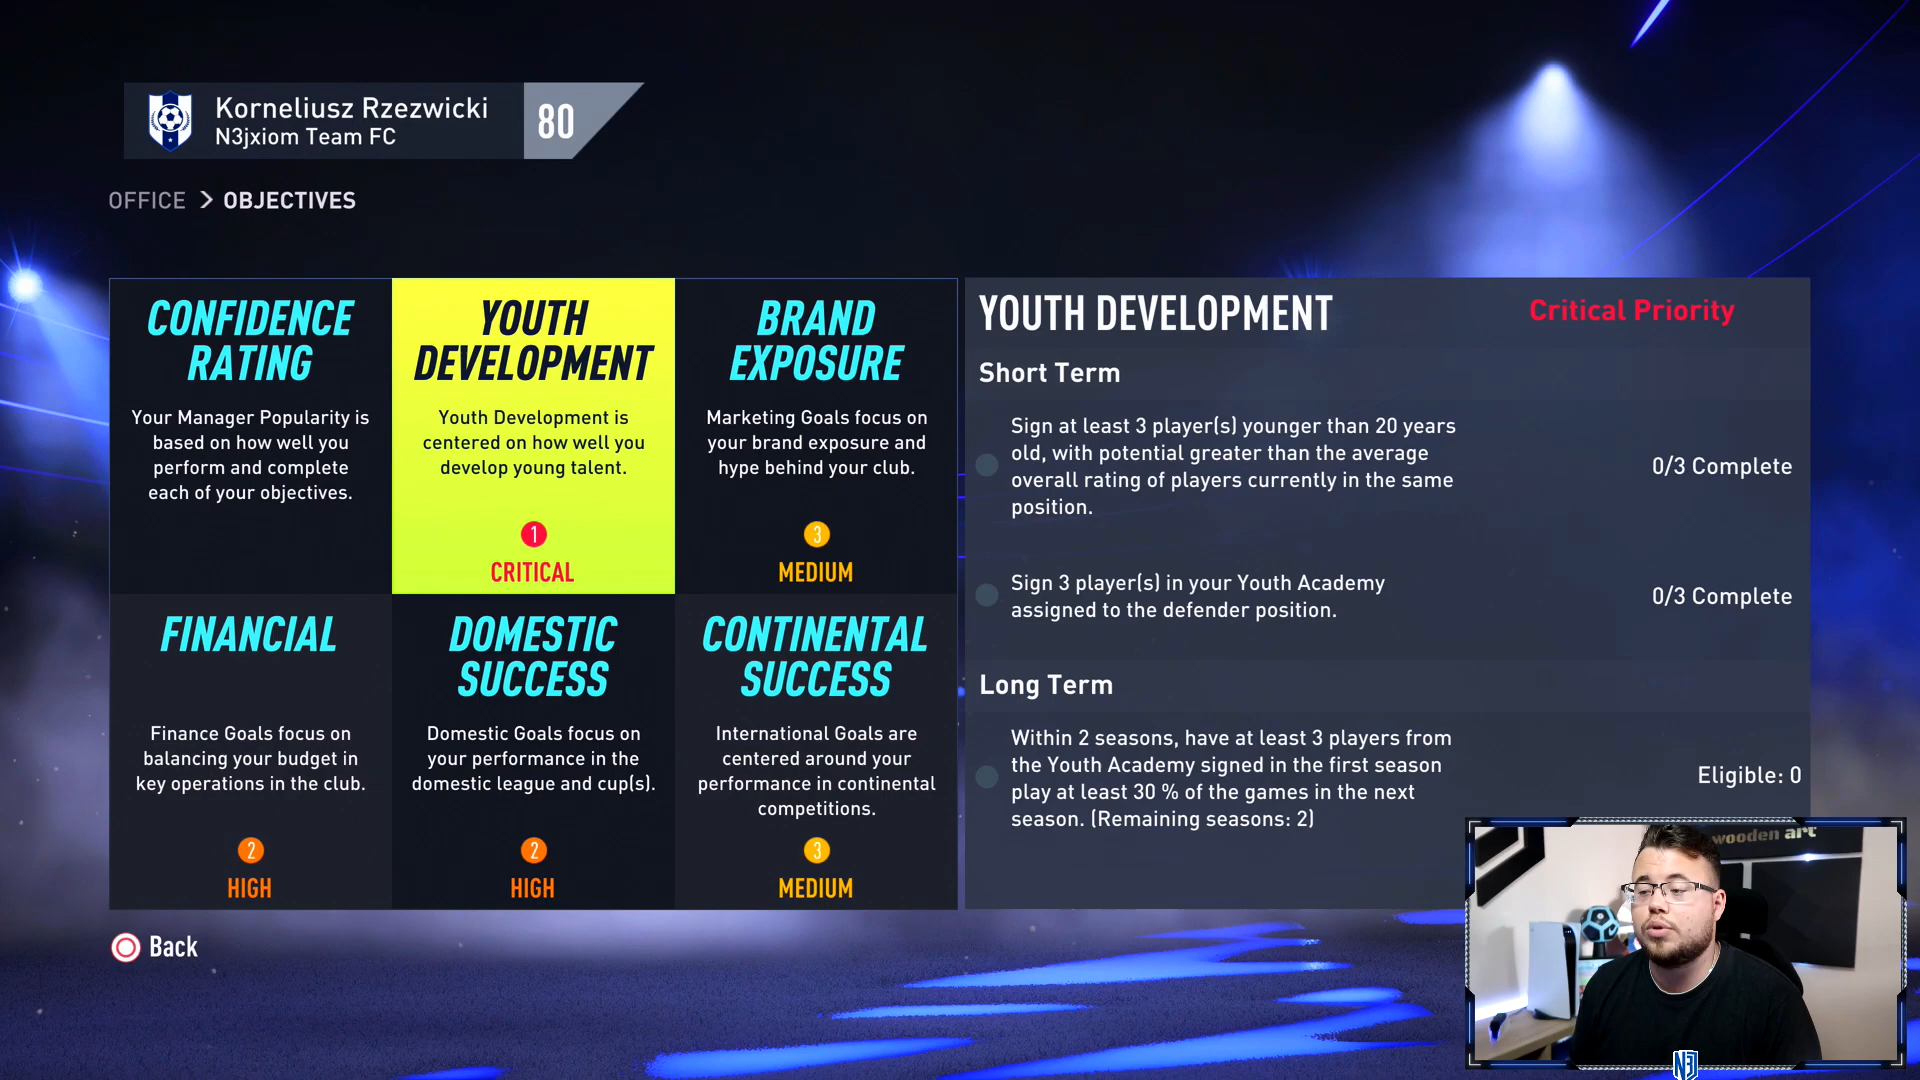 Korneliusz Rzezwicki
N3jxiom Team FC
80
OFFICE > OBJECTIVES
CONFIDENCE
RATING
Your Manager Popularity is
based on how well you
perform and complete
each of your objectives.
YOUTH
DEVELOPMENT
Youth Development is
centered on how well you
develop young talent.
1
CRITICAL
BRAND
EXPOSURE
Marketing Goals focus on
your brand exposure and
hype behind your club.
3
MEDIUM
FINANCIAL
Finance Goals focus on
balancing your budget in
key operations in the club.
2
HIGH
DOMESTIC
SUCCESS
Domestic Goals focus on
your performance in the
domestic league and cup(s).
2
HIGH
CONTINENTAL
SUCCESS
International Goals are
centered around your
performance in continental
competitions.
3
MEDIUM
YOUTH DEVELOPMENT
Critical Priority
Short Term
Sign at least 3 player(s) younger than 20 years
old, with potential greater than the average
overall rating of players currently in the same
position.
0/3 Complete
Sign 3 player(s) in your Youth Academy
assigned to the defender position.
0/3 Complete
Long Term
Within 2 seasons, have at least 3 players from
the Youth Academy signed in the first season
play at least 30 % of the games in the next
season. (Remaining seasons: 2)
Eligible: 0
Back
wooden art
N3